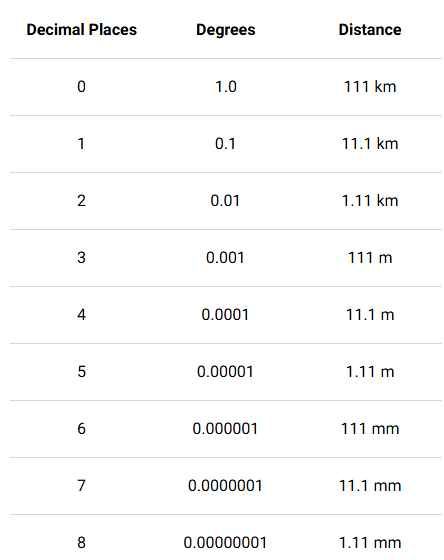 Decimal Places Degrees Distance
0 1.0 111 km
1 0.1 11.1 km
2 0.01 1.11 km
3 0.001 111 m
4 0.0001 11.1 m
5 0.00001 1.11 m
6 0.000001 111 mm
7 0.0000001 11.1 mm
8 0.00000001 1.11 mm